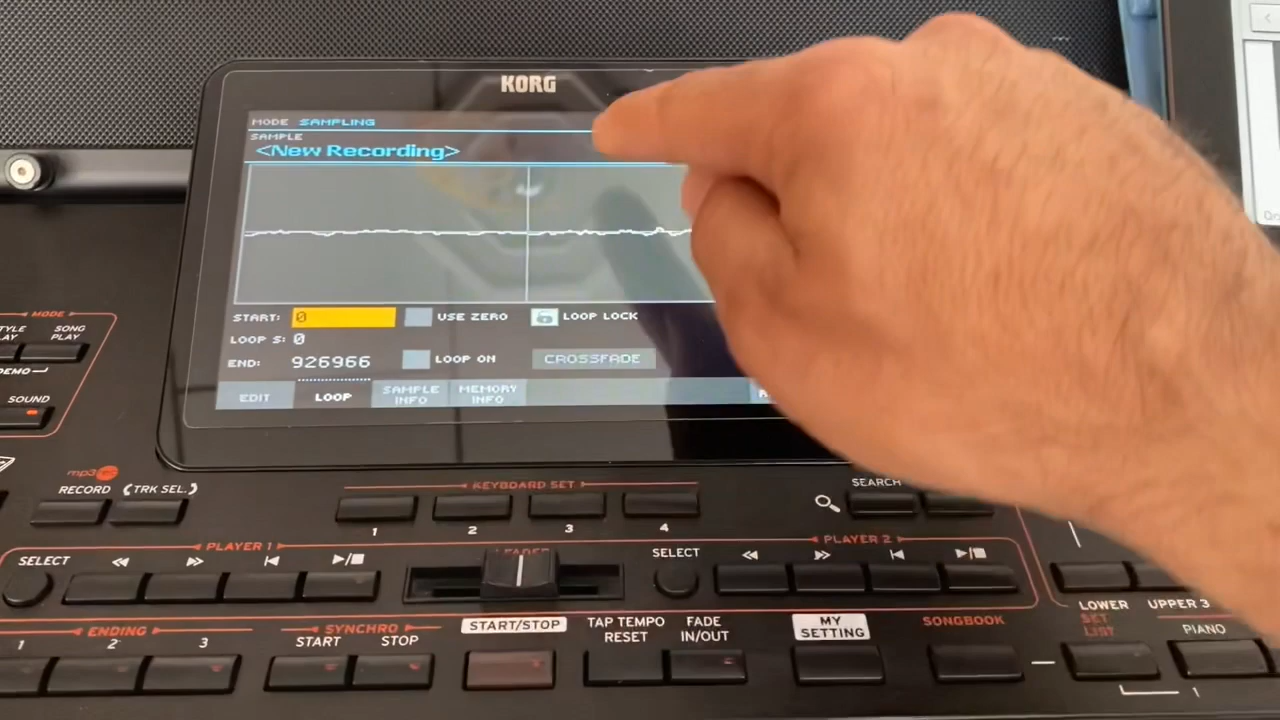 KORG
MODE SAMPLING
SAMPLE
<New Recording>
START: 0 USE ZERO LOOP LOCK
LOOP S: 0
END: 926966 LOOP ON CROSSFADE
EDIT LOOP SAMPLE INFO MEMORY INFO
MODE
SONG PLAY
SOUND
mp3
RECORD TRK SEL.
KEYBOARD SET
1 2 3 4
SEARCH
PLAYER 1
SELECT
PLAYER 2
SELECT
ENDING
1 2 3
SYNCHRO
START STOP
START/STOP
TAP TEMPO RESET
FADE IN/OUT
MY SETTING
SONGBOOK
LOWER UPPER 3
SET LIST
PIANO
1